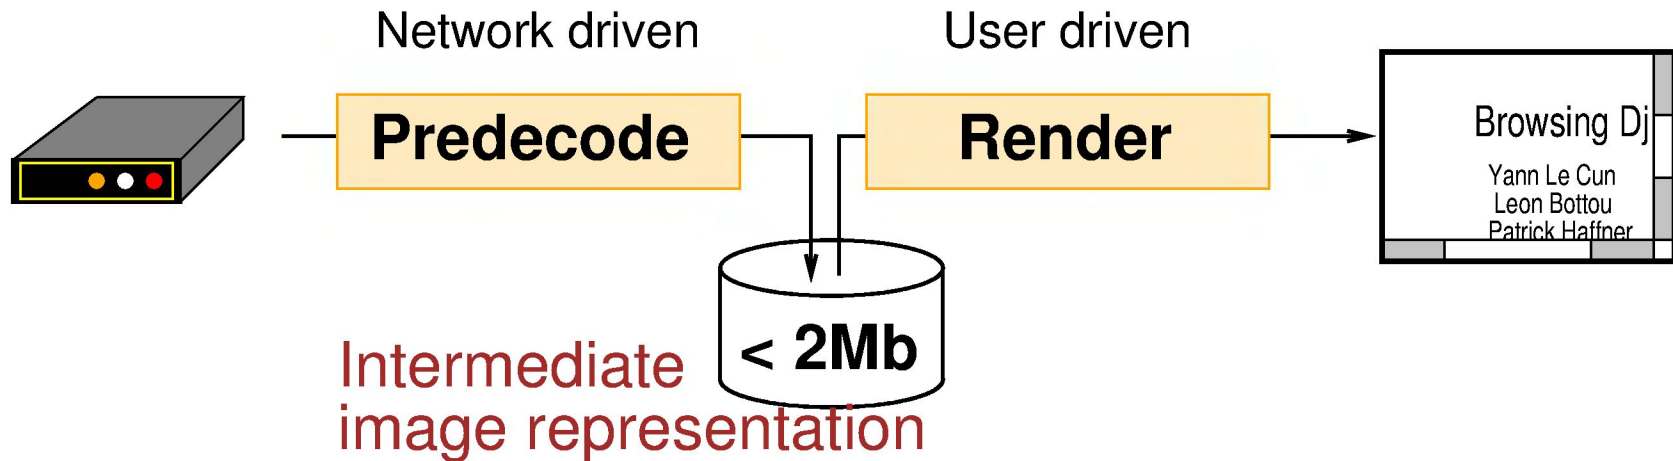 Network driven
User driven
Predecode
Render
Browsing Dj
Yann Le Cun
Leon Bottou
Patrick Haffner
< 2Mb
Intermediate
image representation